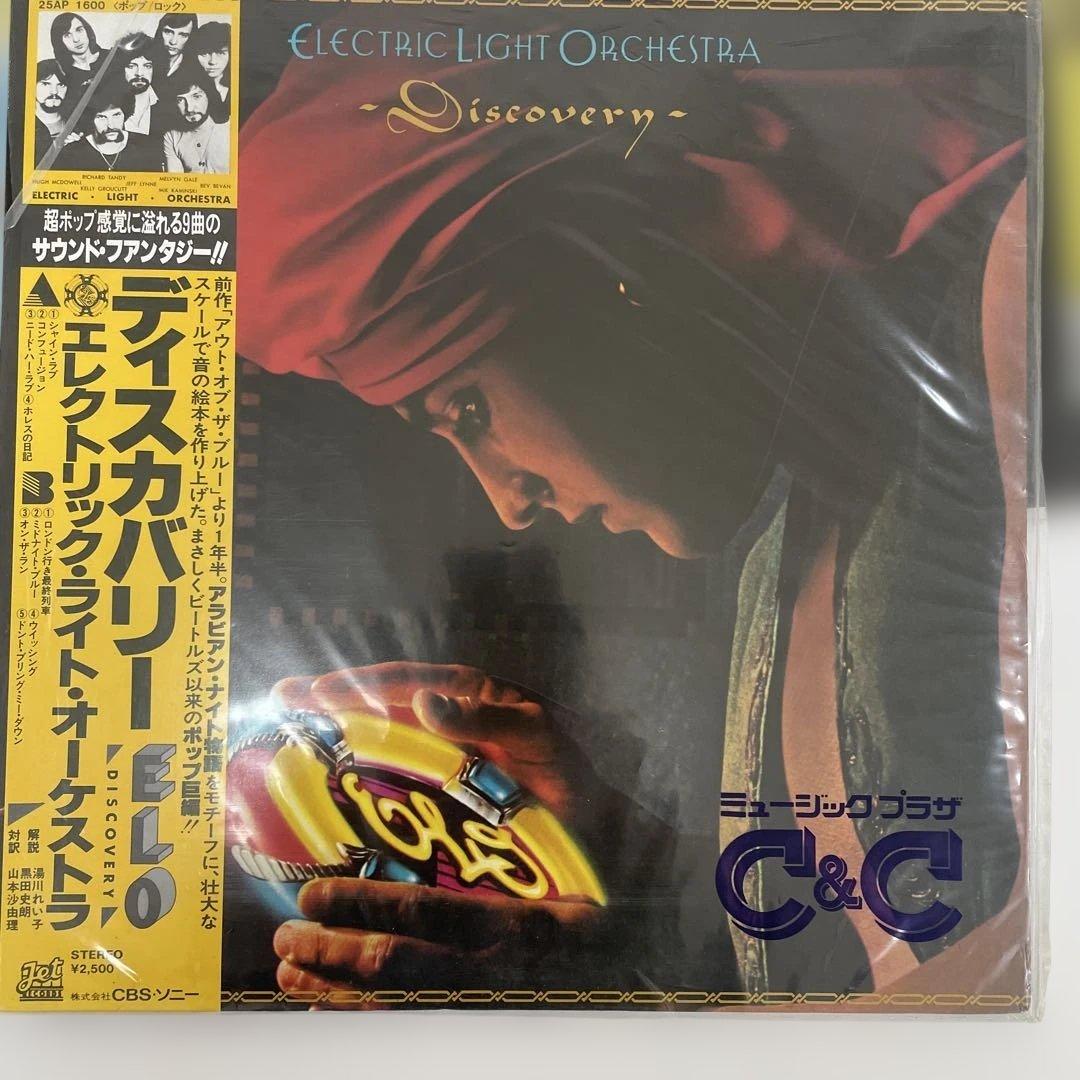 25AP 1600 〈ポップ/ロック〉
RICHARD TANDY MELVYN GALE
HUGH MCDOWELL JEFF LYNNE BEV BEVAN
KELLY GROUCUTT MIK KAMINSKI
ELECTRIC・LIGHT・ORCHESTRA
超ポップ感覚に溢れる9曲の
サウンド・フアンタジー!!
ELECTRIC LIGHT ORCHESTRA
-Discovery-
前作「アウト・オブ・ザ・ブルー」より1年半。アラビアン・ナイト物語をモチーフに、壮大な
スケールで音の絵本を作り上げた。まさしくビートルズ以来のポップ巨編!!
ディスカバリー
エレクトリック・ライト・オーケストラ
A
①シャイン・ラブ
②コンフュージョン
③ニード・ハー・ラブ ④ホレスの日記
B
①ロンドン行き最終列車
②ミドナイト・ブルー ④ウイッシング
③オン・ザ・ラン ⑤ドント・ブリング・ミー・ダウン
ELO
DISCOVERY
解説 湯川れい子
黒田史朗
対訳 山本沙由理
STEREO
¥2,500
Jet
RECORDS
株式会社CBS・ソニー
ELO
ミュージックプラザ
C&C